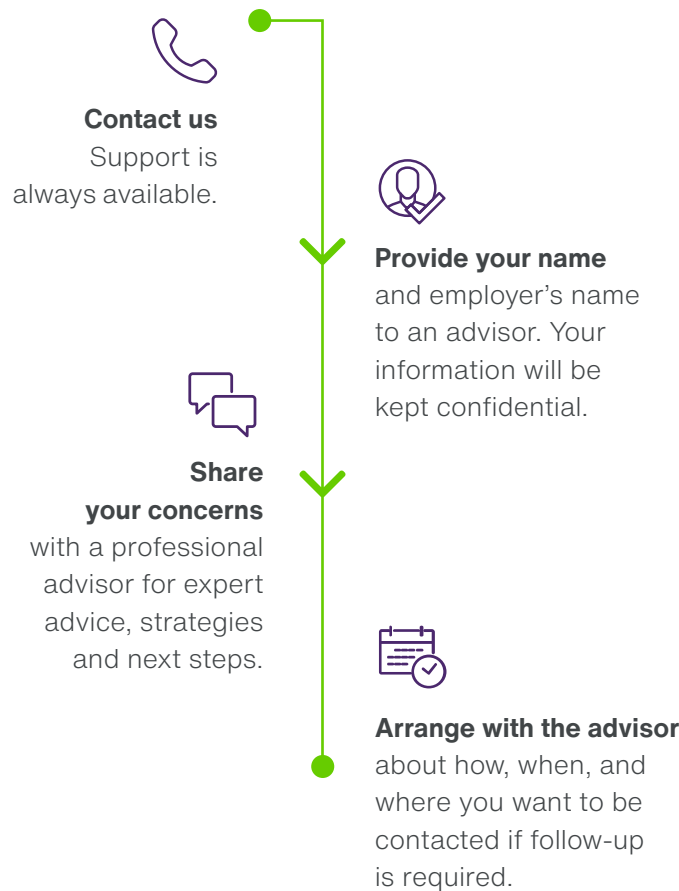 Contact us
Support is
always available.
Provide your name
and employer’s name
to an advisor. Your
information will be
kept confidential.
Share
your concerns
with a professional
advisor for expert
advice, strategies
and next steps.
Arrange with the advisor
about how, when, and
where you want to be
contacted if follow-up
is required.